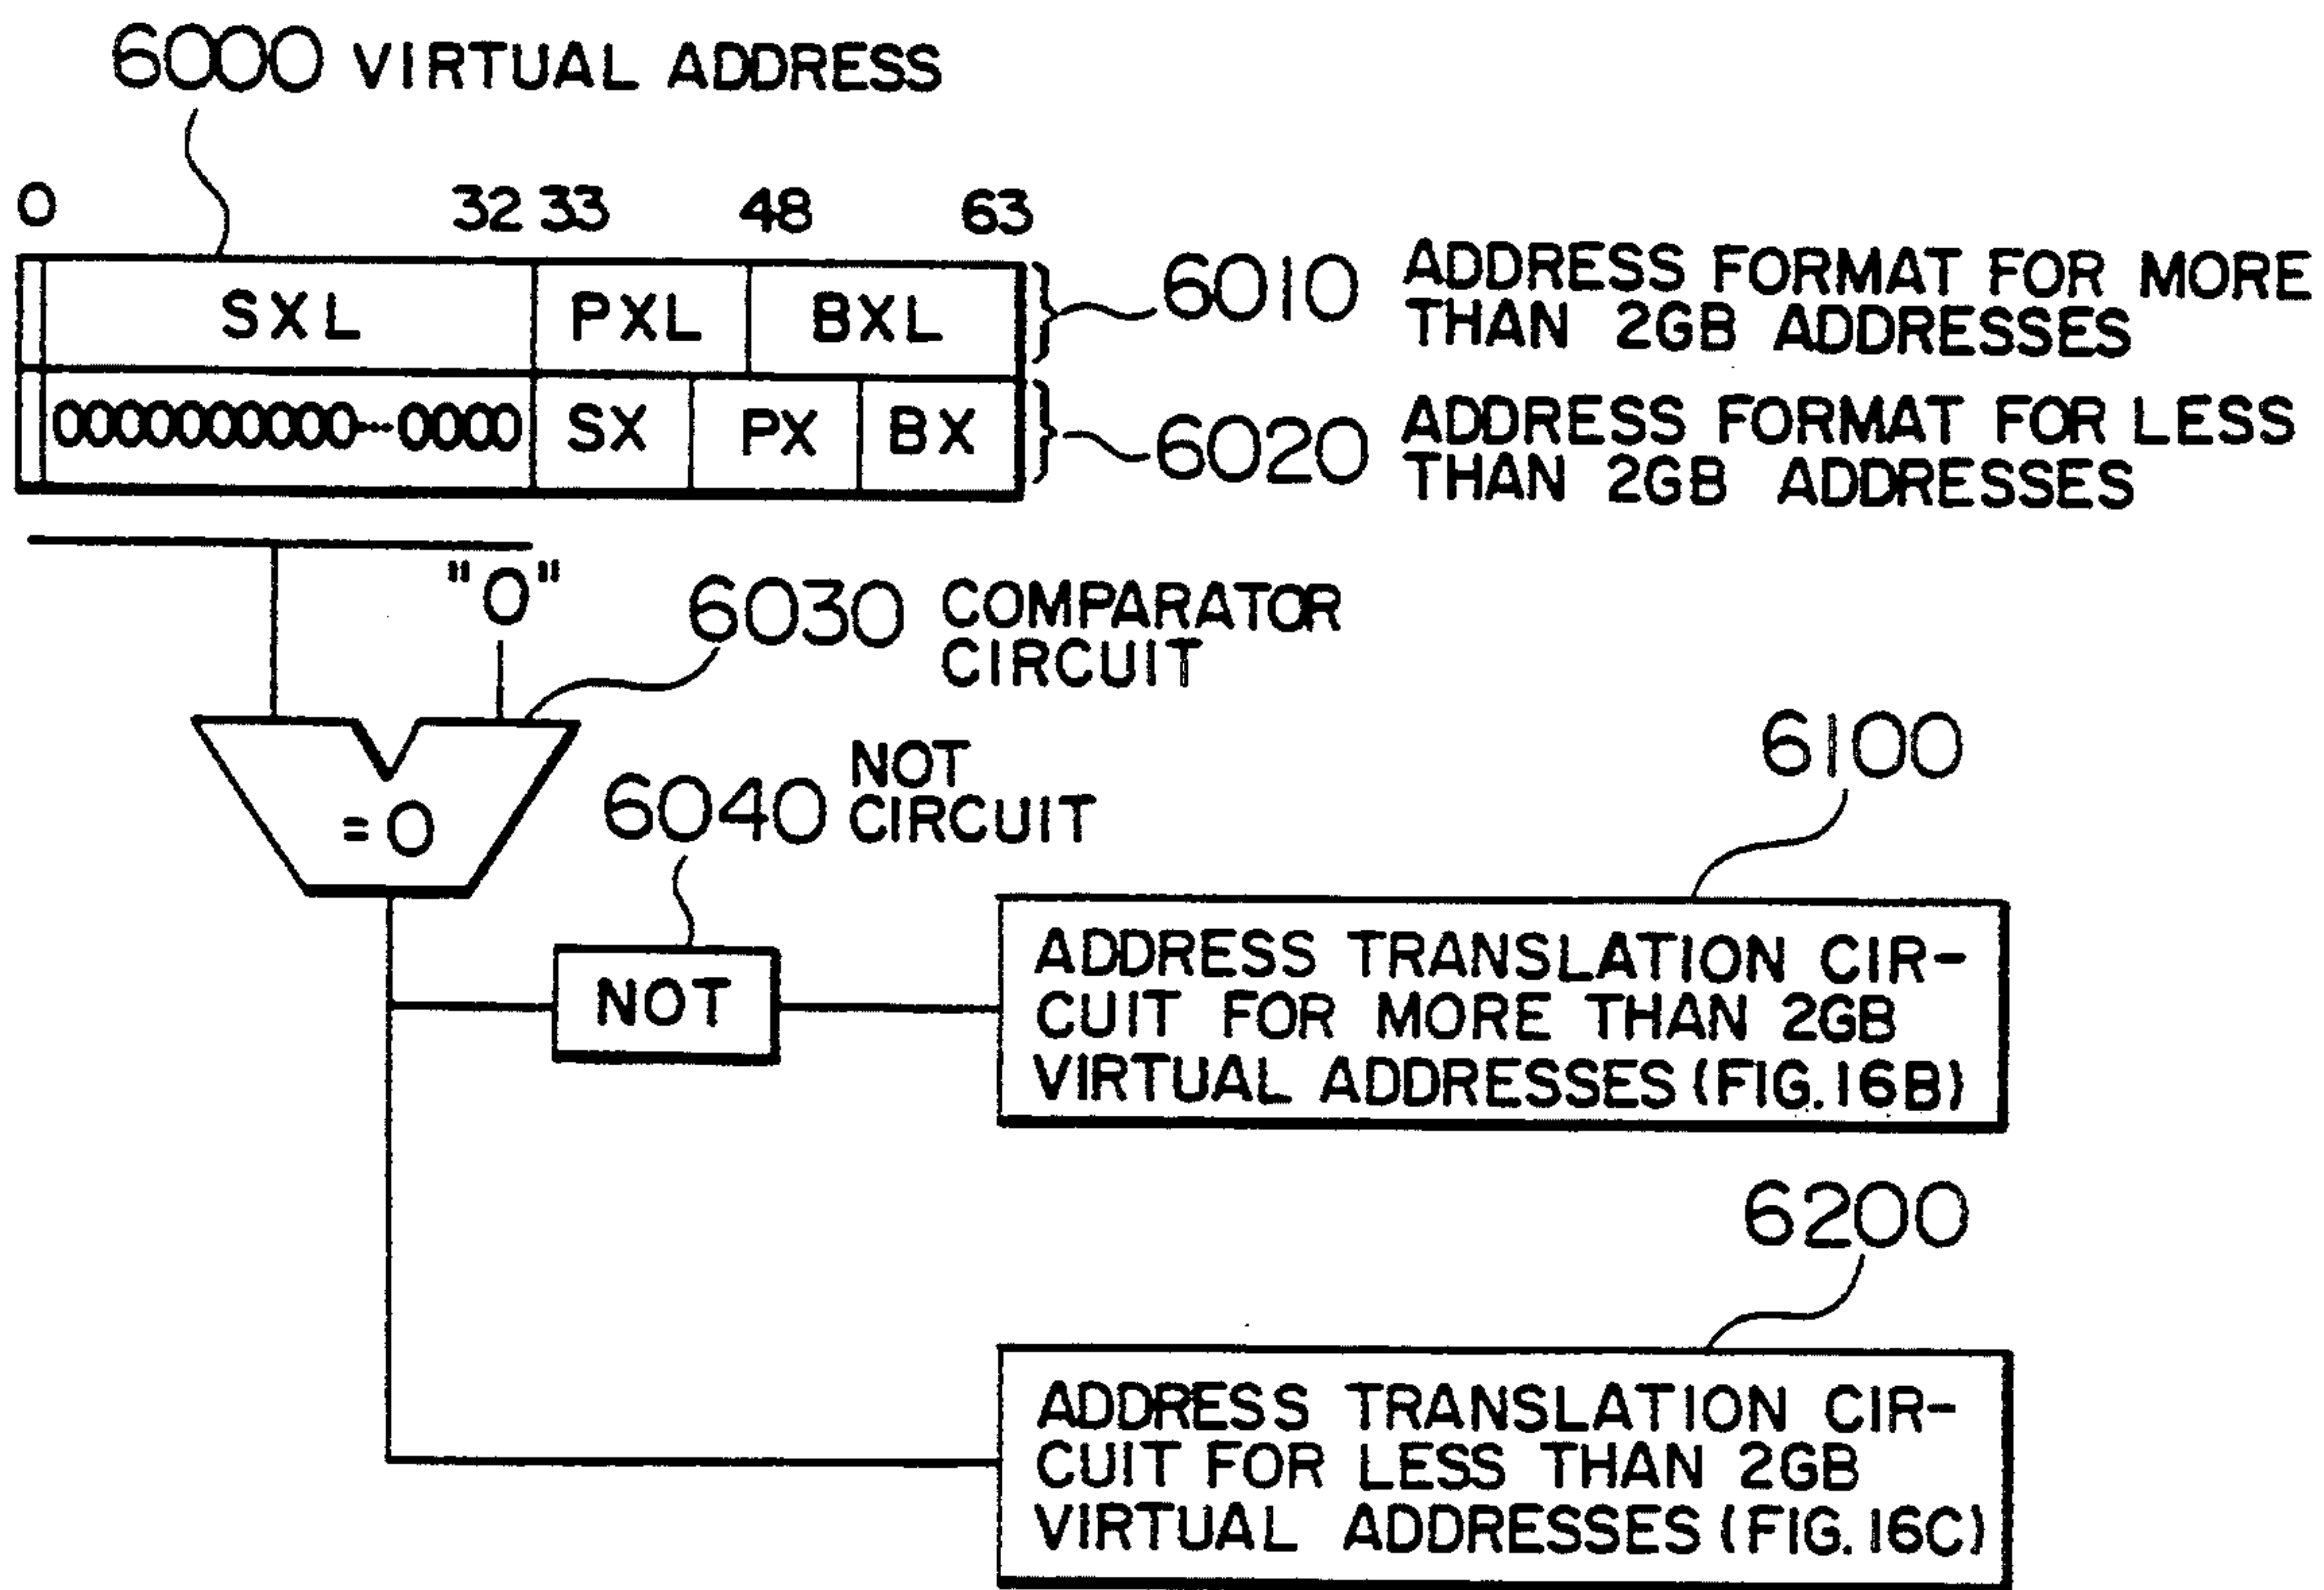 6000 VIRTUAL ADDRESS
0 32 33 48 63
SXL PXL BXL
6010 ADDRESS FORMAT FOR MORE
THAN 2GB ADDRESSES
0000000000---0000 SX PX BX
6020 ADDRESS FORMAT FOR LESS
THAN 2GB ADDRESSES
"0"
6030 COMPARATOR
CIRCUIT
= 0
6040 NOT
CIRCUIT
NOT
6100
ADDRESS TRANSLATION CIR-
CUIT FOR MORE THAN 2GB
VIRTUAL ADDRESSES (FIG.16B)
6200
ADDRESS TRANSLATION CIR-
CUIT FOR LESS THAN 2GB
VIRTUAL ADDRESSES (FIG.16C)